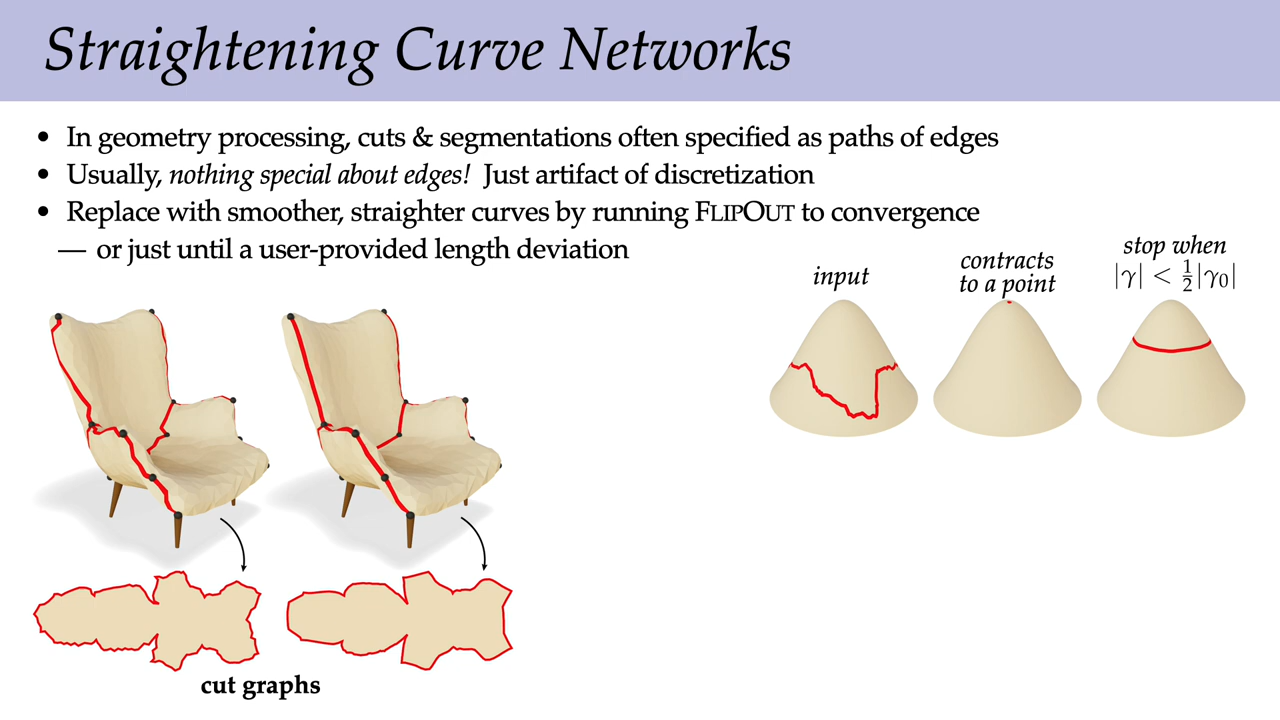 Straightening Curve Networks
• In geometry processing, cuts & segmentations often specified as paths of edges
• Usually, nothing special about edges! Just artifact of discretization
• Replace with smoother, straighter curves by running FLIPOUT to convergence
— or just until a user-provided length deviation
input
contracts
to a point
stop when
|γ| < ½|γ₀|
cut graphs